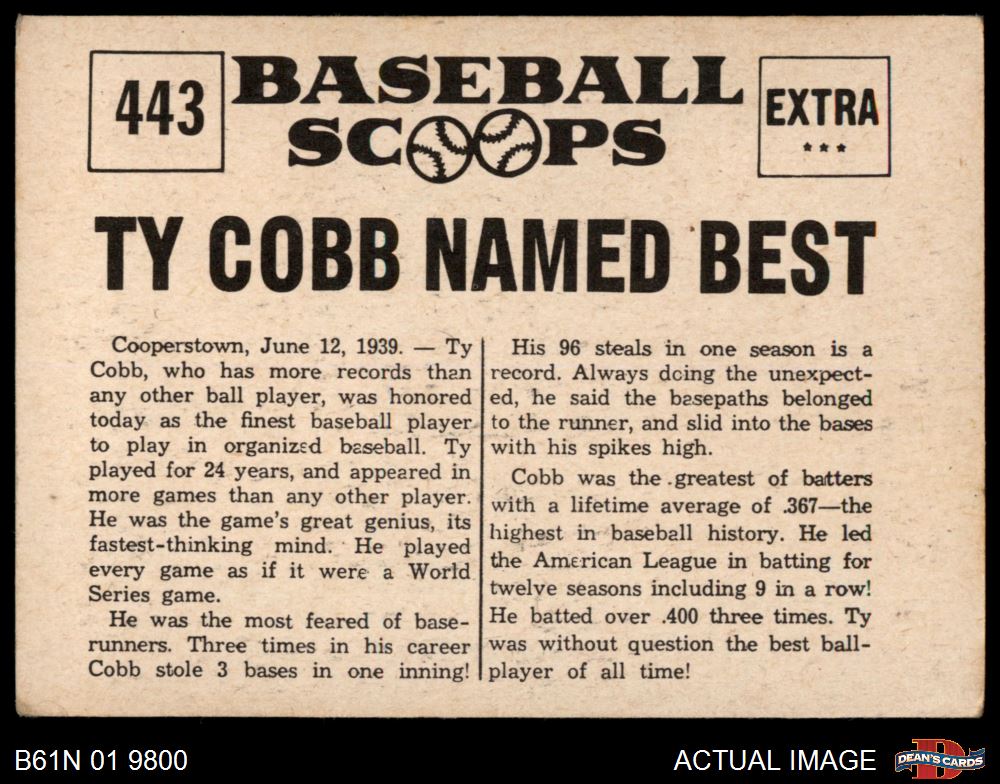 443
BASEBALL
SCOOPS
EXTRA
***
TY COBB NAMED BEST
Cooperstown, June 12, 1939. — Ty
Cobb, who has more records than
any other ball player, was honored
today as the finest baseball player
to play in organized baseball. Ty
played for 24 years, and appeared in
more games than any other player.
He was the game's great genius, its
fastest-thinking mind. He played
every game as if it were a World
Series game.
He was the most feared of base-
runners. Three times in his career
Cobb stole 3 bases in one inning!
His 96 steals in one season is a
record. Always doing the unexpect-
ed, he said the basepaths belonged
to the runner, and slid into the bases
with his spikes high.
Cobb was the greatest of batters
with a lifetime average of .367—the
highest in baseball history. He led
the American League in batting for
twelve seasons including 9 in a row!
He batted over .400 three times. Ty
was without question the best ball-
player of all time!
B61N 01 9800
ACTUAL IMAGE
D
DEAN'S CARDS